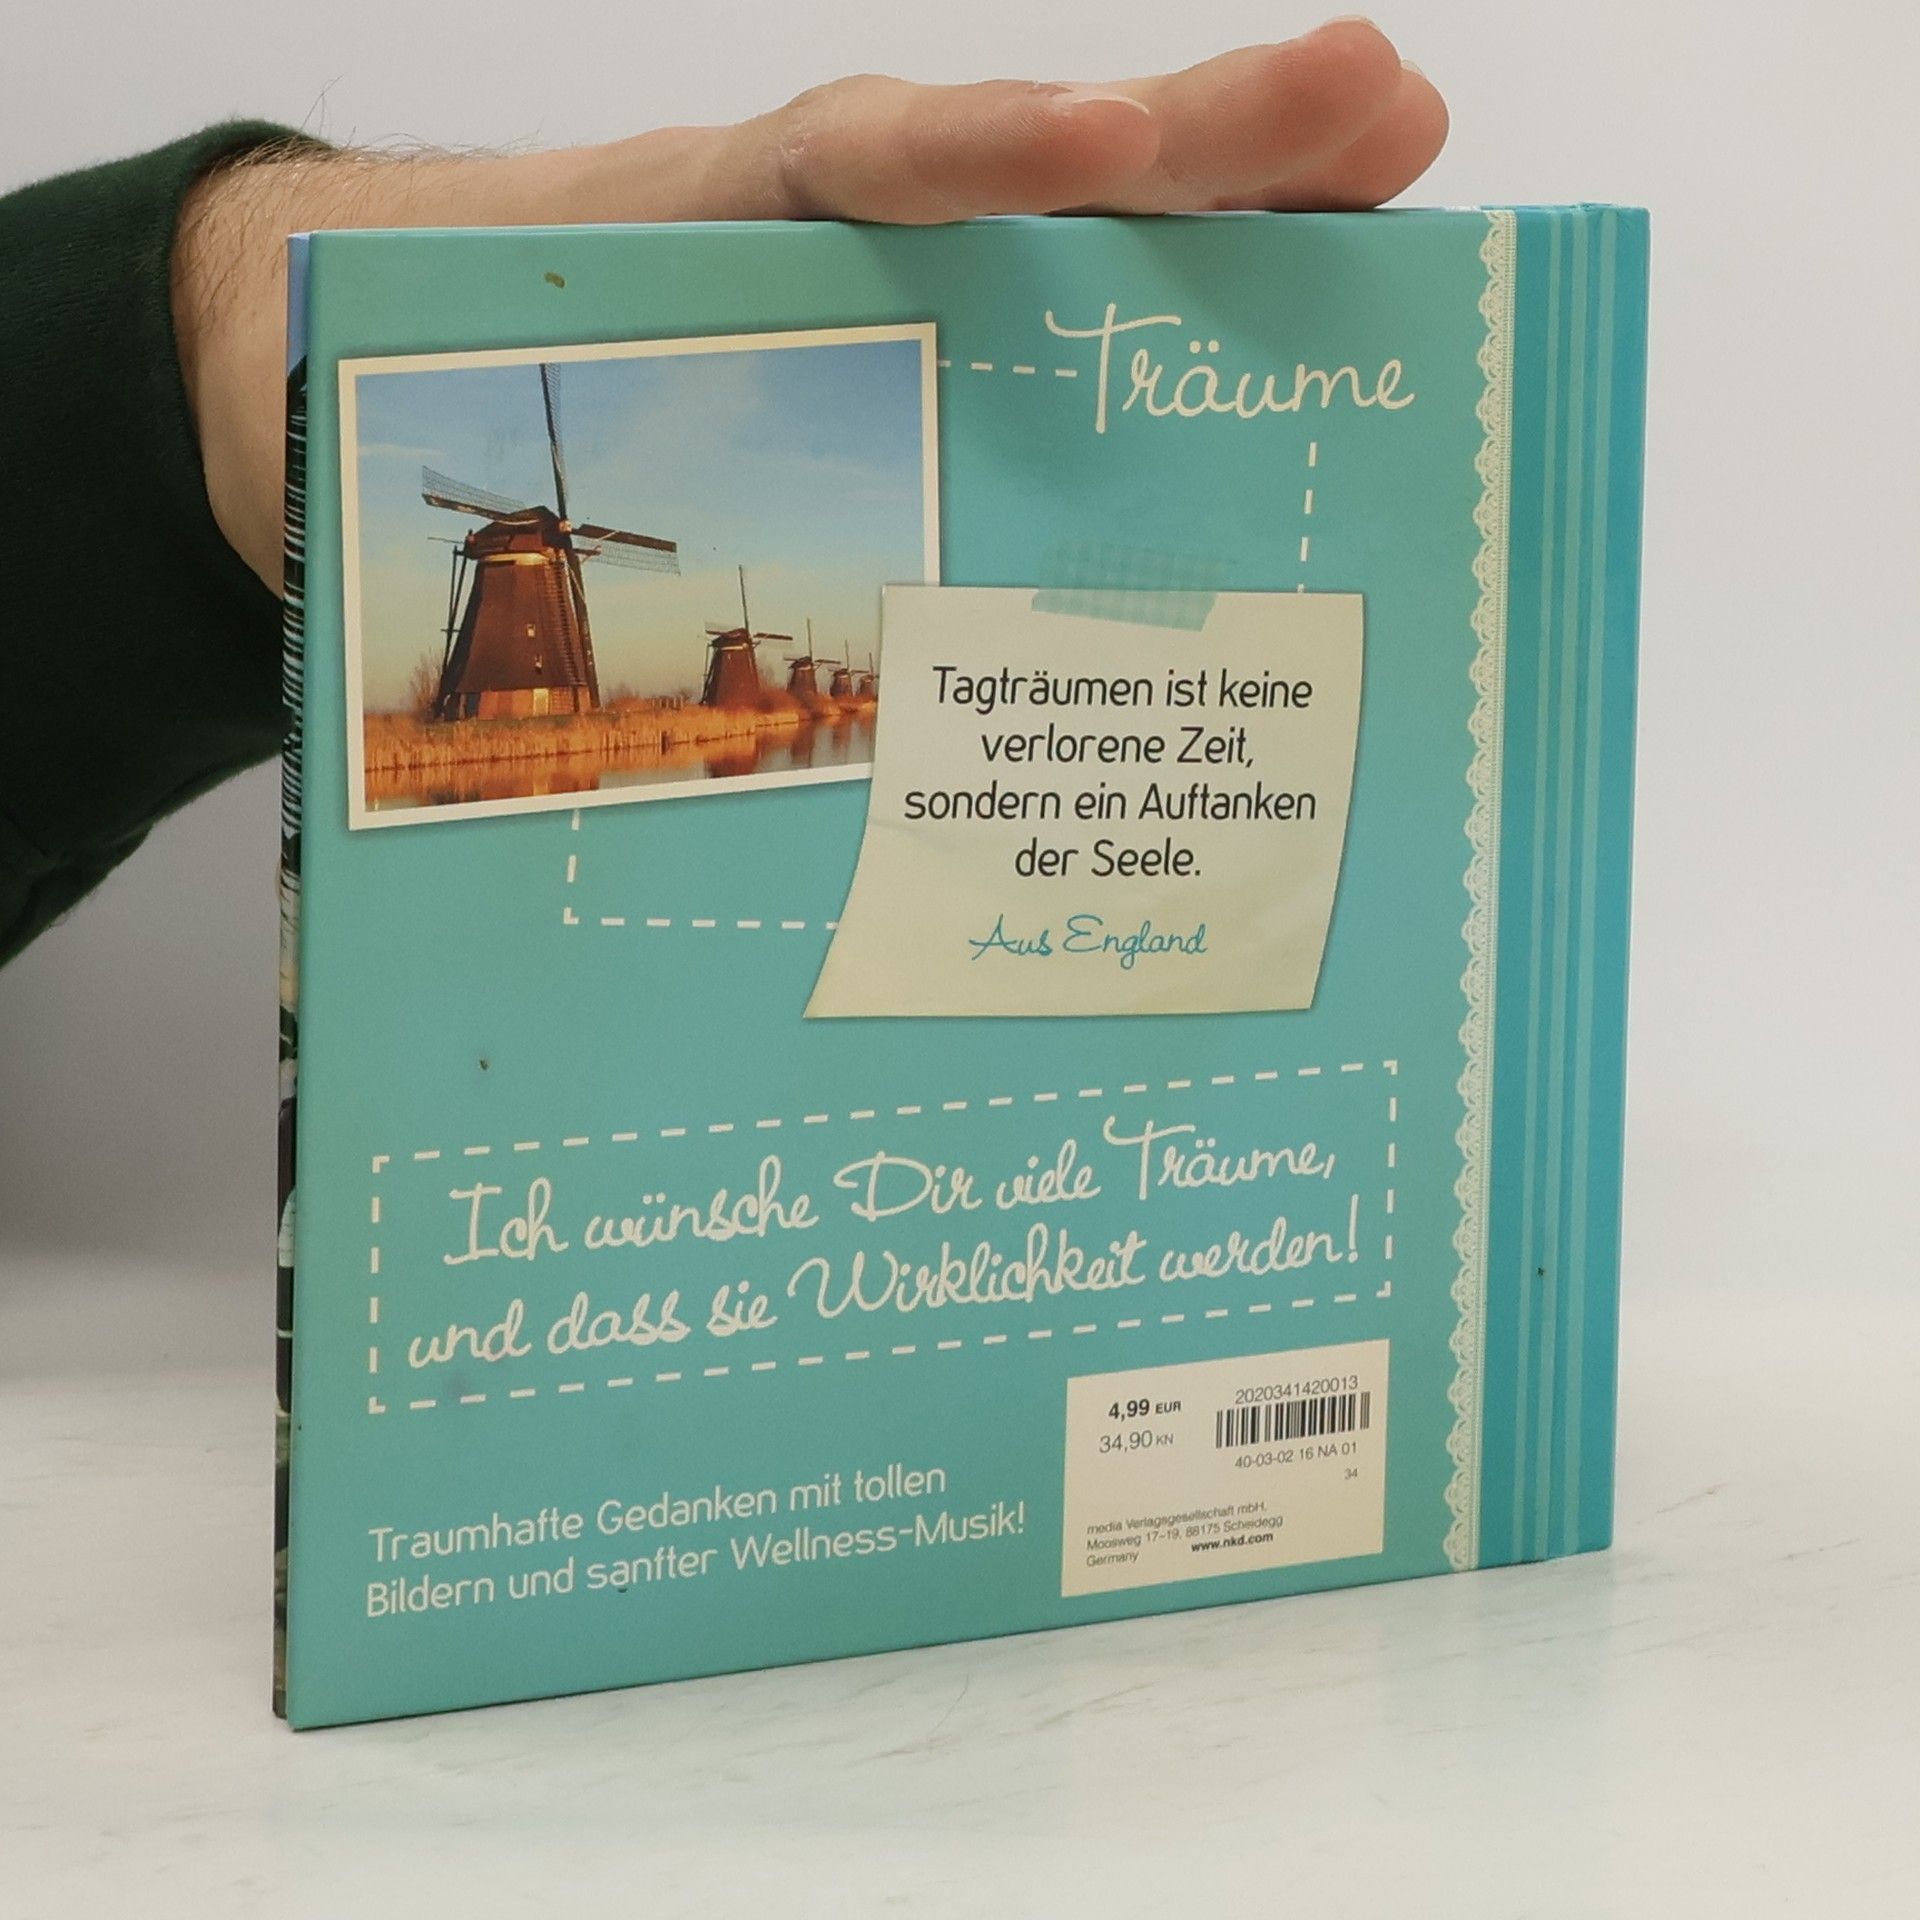 Träume
Tagträumen ist keine
verlorene Zeit,
sondern ein Auftanken
der Seele.
Aus England
Ich wünsche Dir viele Träume,
und dass sie Wirklichkeit werden!
Traumhafte Gedanken mit tollen
Bildern und sanfter Wellness-Musik!
4,99 EUR
34,90 KN
2020341420013
40-03-02 16 NA 01
34
media Verlagsgesellschaft mbH,
Moosweg 17-19, 88175 Scheidegg
Germany www.nkd.com